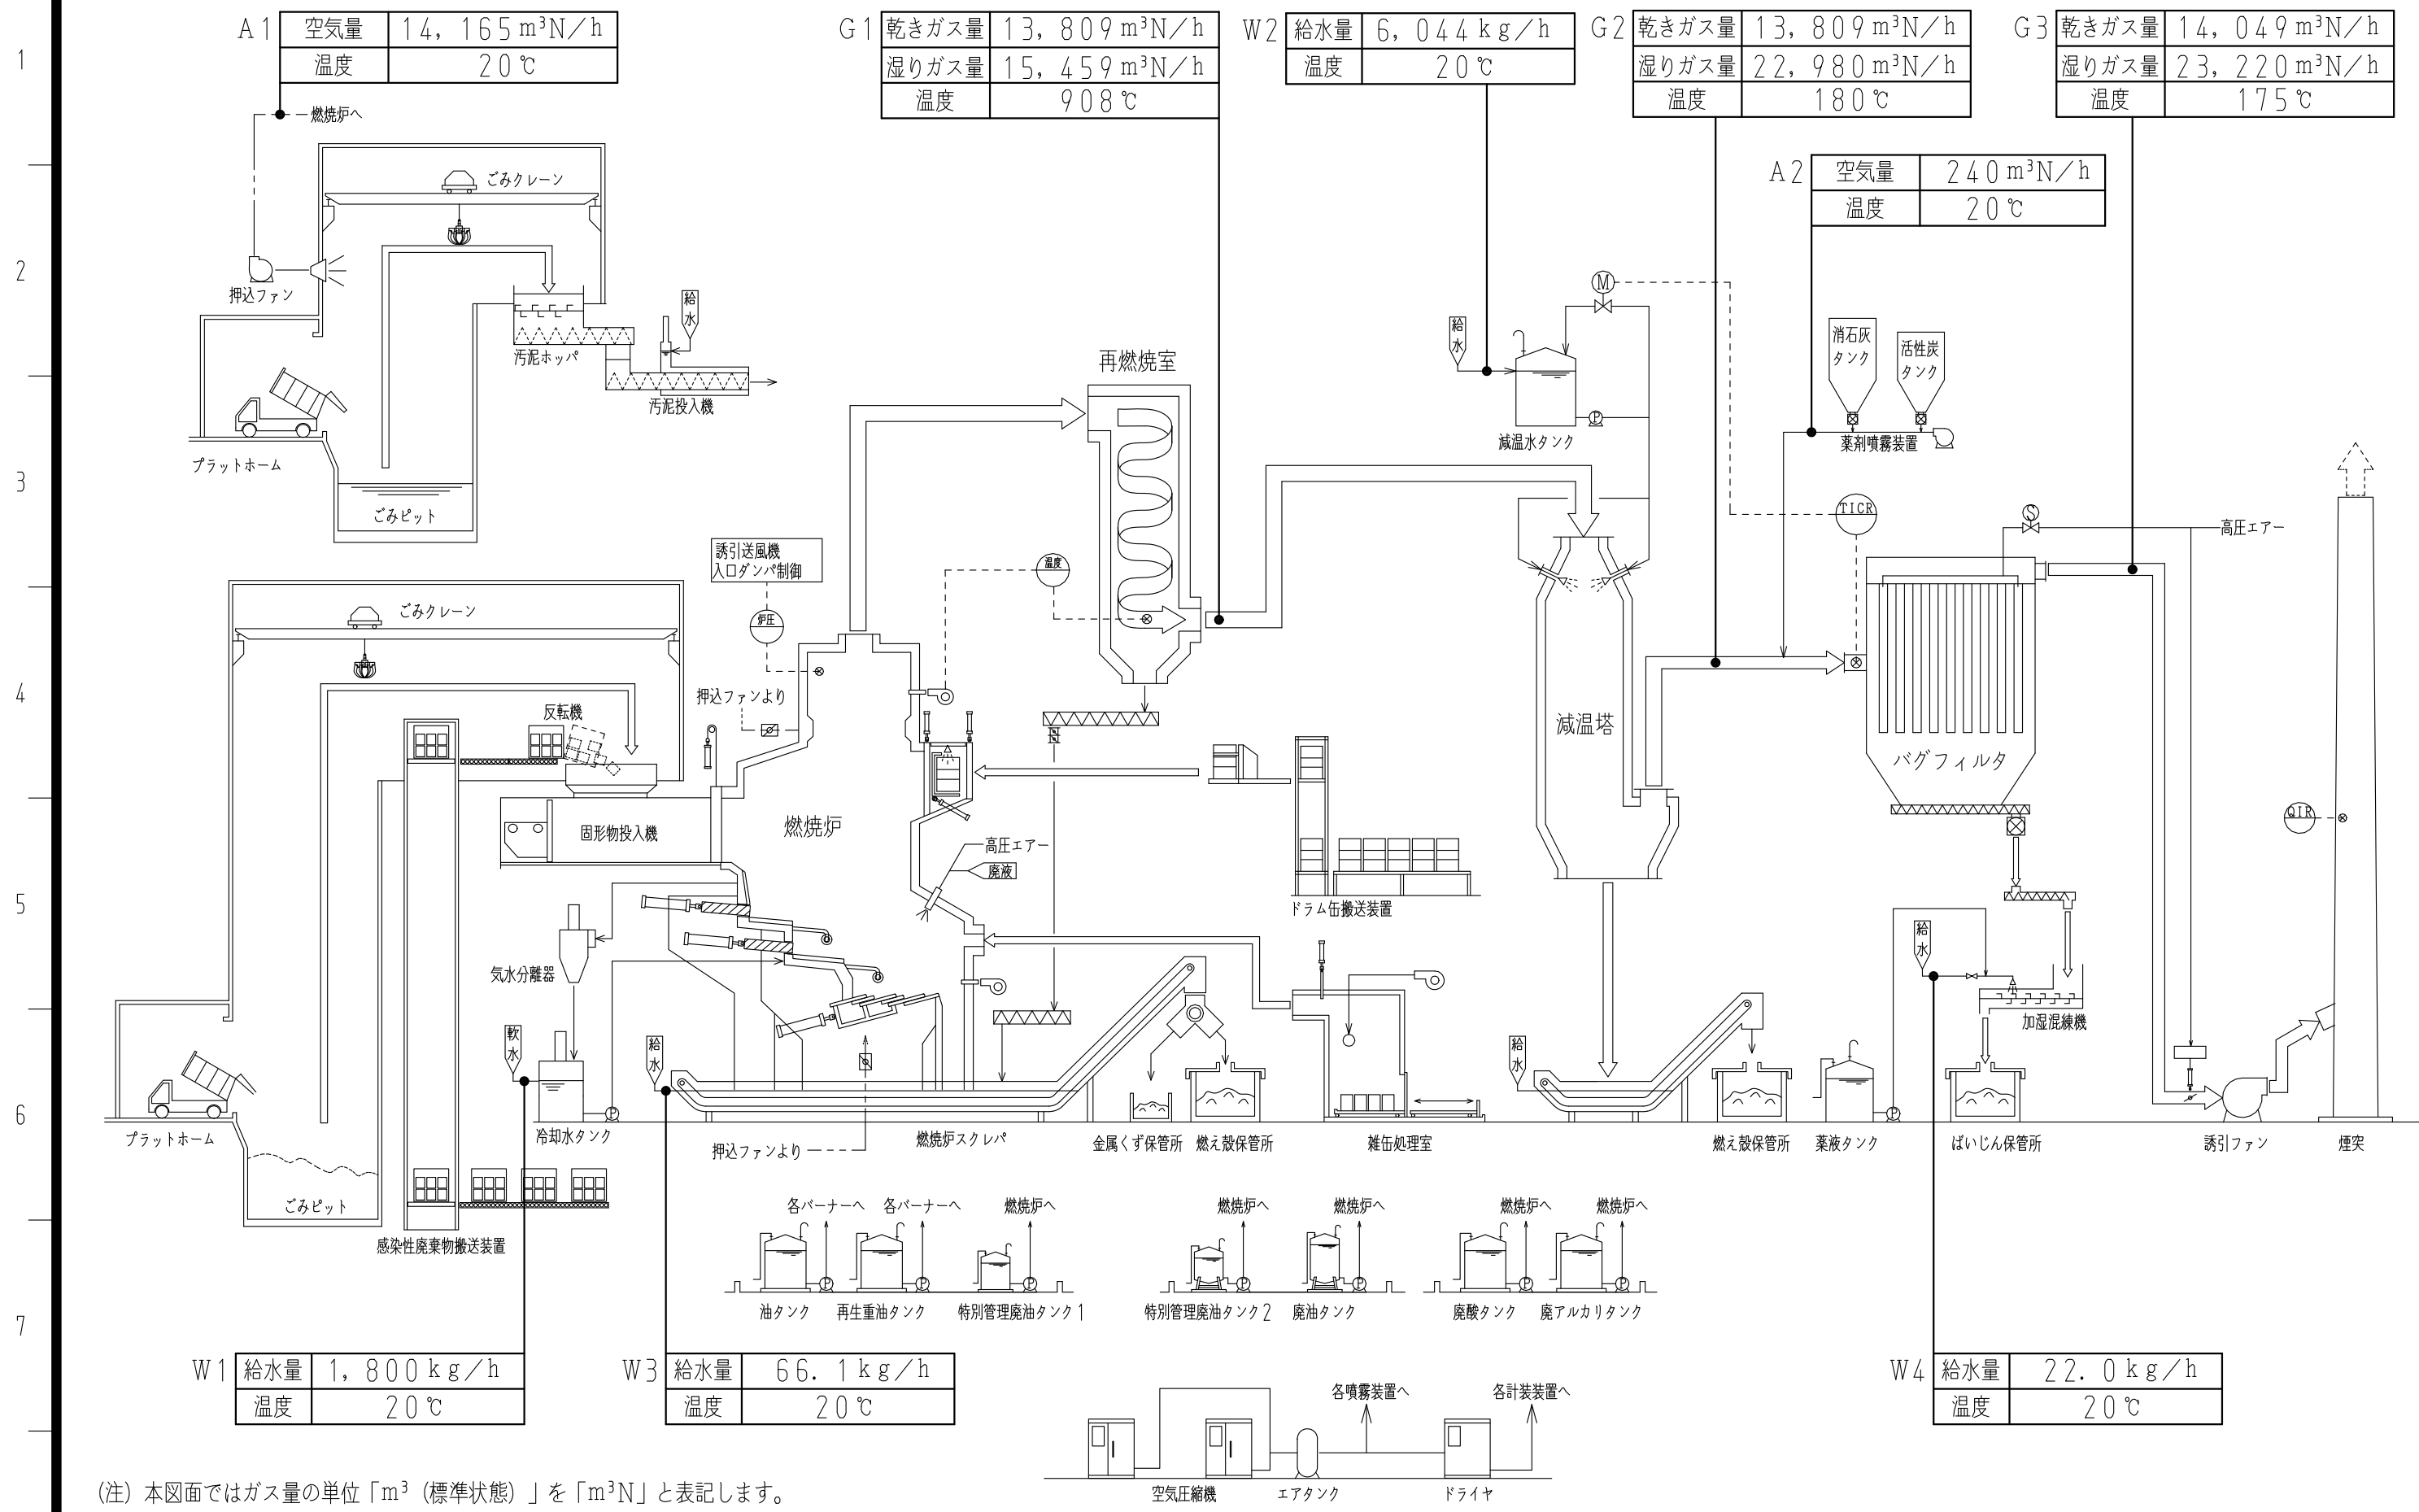 A1 空気量 14,165m³N/h
温度 20℃
G1 乾きガス量 13,809m³N/h
湿りガス量 15,459m³N/h
温度 908℃
W2 給水量 6,044kg/h
温度 20℃
G2 乾きガス量 13,809m³N/h
湿りガス量 22,980m³N/h
温度 180℃
G3 乾きガス量 14,049m³N/h
湿りガス量 23,220m³N/h
温度 175℃
1
燃焼炉へ
A2 空気量 240m³N/h
温度 20℃
ごみクレーン
2
押込ファン
給水
汚泥ホッパ
汚泥投入機
再燃焼室
M
給水
減温水タンク
P
消石灰
タンク
活性炭
タンク
薬剤噴霧装置
プラットホーム
3
ごみピット
TICR
S
高圧エアー
誘引送風機
入口ダンパ制御
温度
炉圧
ごみクレーン
4
押込ファンより
反転機
減温塔
バグフィルタ
固形物投入機
燃焼炉
QIR
高圧エアー
廃液
5
ドラム缶搬送装置
給水
気水分離器
加湿混練機
軟水
給水
給水
6
P
P
プラットホーム
冷却水タンク
押込ファンより
燃焼炉スクレパ
金属くず保管所
燃え殻保管所
雑缶処理室
燃え殻保管所
薬液タンク
ばいじん保管所
誘引ファン
煙突
ごみピット
感染性廃棄物搬送装置
各バーナーへ
各バーナーへ
燃焼炉へ
燃焼炉へ
燃焼炉へ
燃焼炉へ
燃焼炉へ
P
P
P
P
P
P
P
7
油タンク
再生重油タンク
特別管理廃油タンク1
特別管理廃油タンク2
廃油タンク
廃酸タンク
廃アルカリタンク
W1 給水量 1,800kg/h
温度 20℃
W3 給水量 66.1kg/h
温度 20℃
W4 給水量 22.0kg/h
温度 20℃
各噴霧装置へ
各計装装置へ
空気圧縮機
エアタンク
ドライヤ
(注)本図面ではガス量の単位「m³(標準状態)」を「m³N」と表記します。